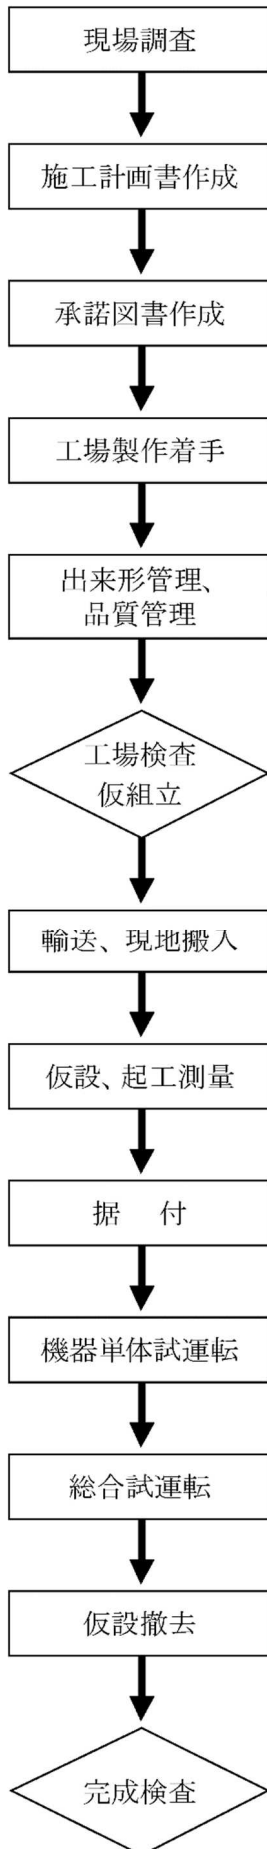 現場調査
施工計画書作成
承諾図書作成
工場製作着手
出来形管理、
品質管理
工場検査
仮組立
輸送、現地搬入
仮設、起工測量
据　付
機器単体試運転
総合試運転
仮設撤去
完成検査